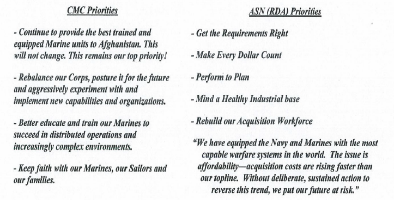 CMC Priorities
- Continue to provide the best trained and
equipped Marine units to Afghanistan. This
will not change. This remains our top priority!
- Rebalance our Corps, posture it for the future
and aggressively experiment with and
implement new capabilities and organizations.
- Better educate and train our Marines to
succeed in distributed operations and
increasingly complex environments.
- Keep faith with our Marines, our Sailors and
our families.
ASN (RDA) Priorities
- Get the Requirements Right
- Make Every Dollar Count
- Perform to Plan
- Mind a Healthy Industrial base
- Rebuild our Acquisition Workforce
"We have equipped the Navy and Marines with the most
capable warfare systems in the world. The issue is
affordability—acquisition costs are rising faster than
our topline. Without deliberate, sustained action to
reverse this trend, we put our future at risk."